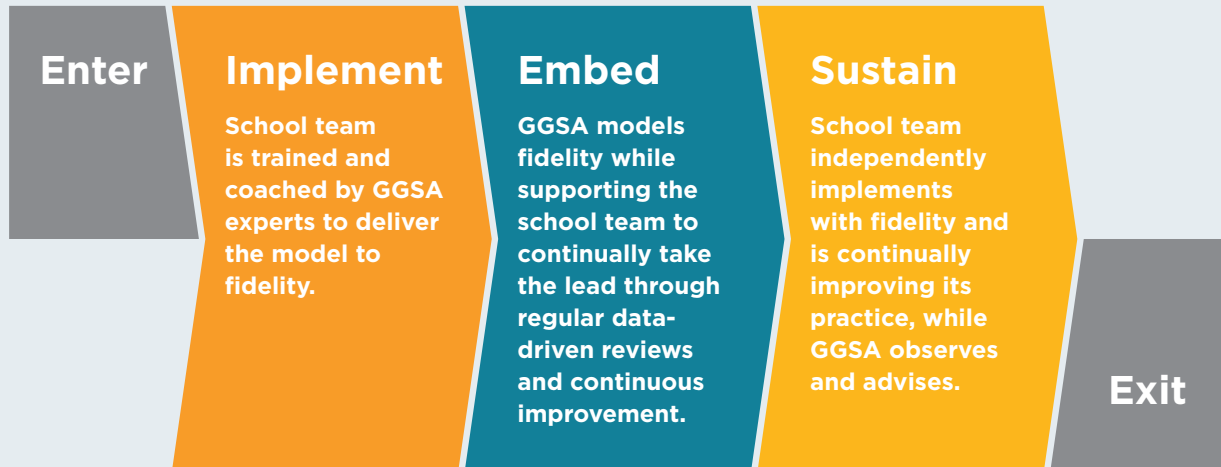 Enter
Implement
School team
is trained and
coached by GGSA
experts to deliver
the model to
fidelity.
Embed
GGSA models
fidelity while
supporting the
school team to
continually take
the lead through
regular data-
driven reviews
and continuous
improvement.
Sustain
School team
independently
implements
with fidelity and
is continually
improving its
practice, while
GGSA observes
and advises.
Exit